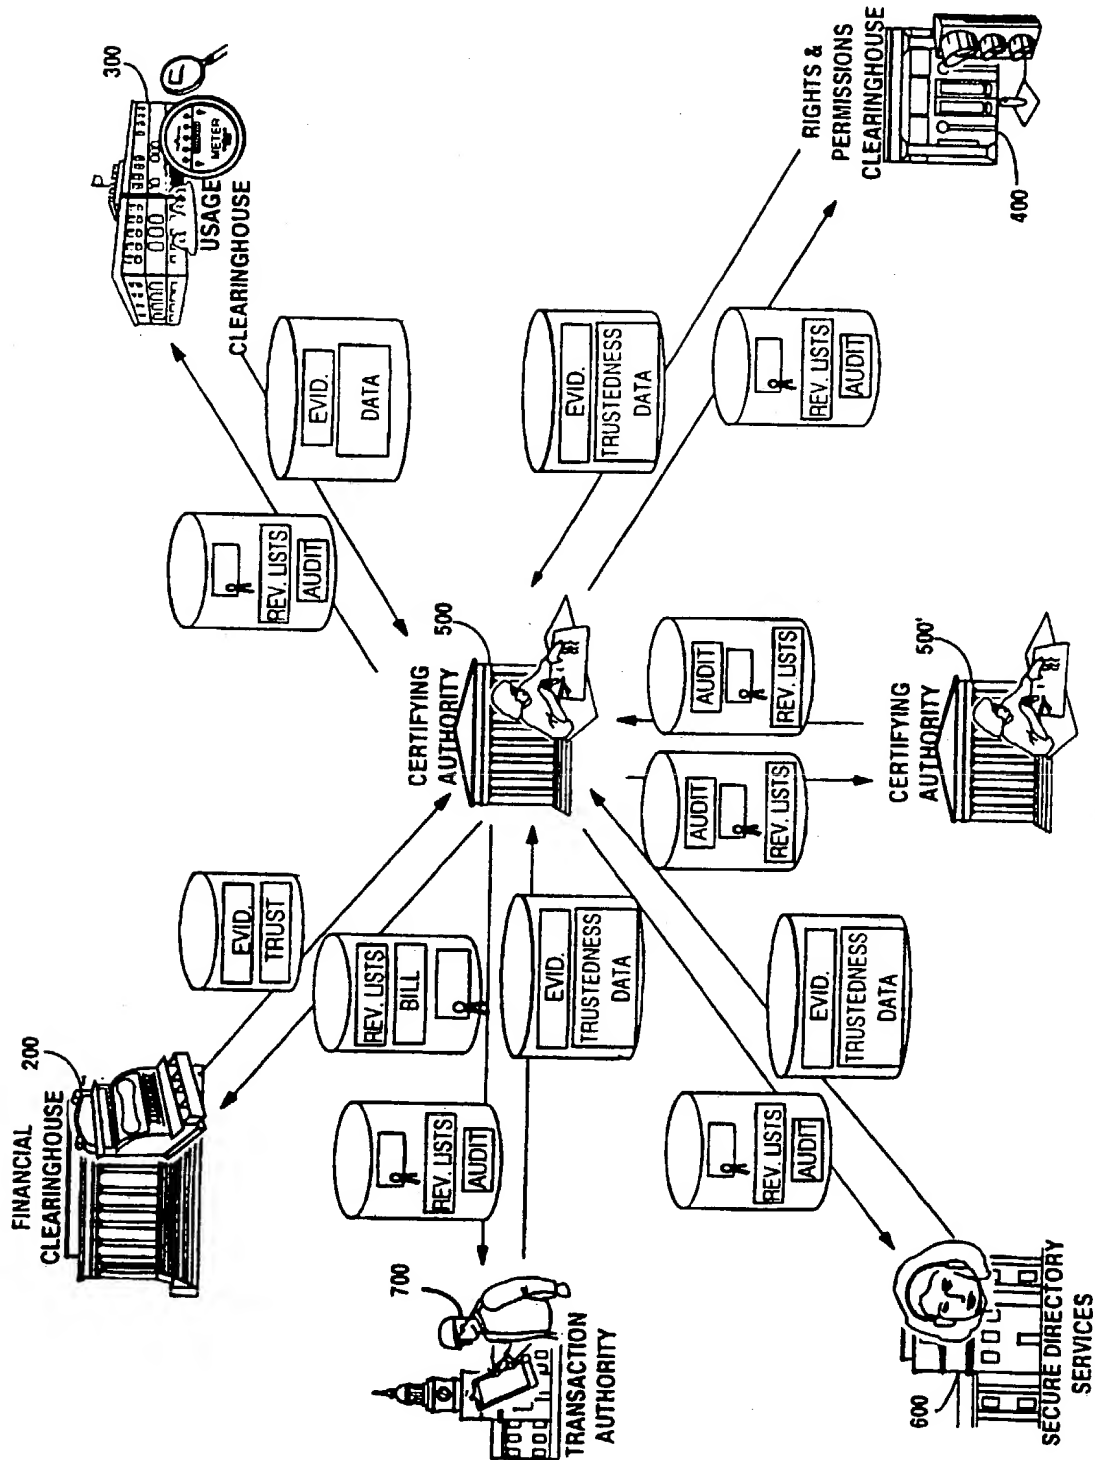 FINANCIAL
CLEARINGHOUSE
200
EVID.
TRUST
REV. LISTS
BILL
300
METER
USAGE
CLEARINGHOUSE
REV. LISTS
AUDIT
EVID.
DATA
700
TRANSACTION
AUTHORITY
REV. LISTS
AUDIT
EVID.
TRUSTEDNESS
DATA
CERTIFYING
AUTHORITY
500
EVID.
TRUSTEDNESS
DATA
REV. LISTS
AUDIT
RIGHTS &
PERMISSIONS
CLEARINGHOUSE
400
600
SECURE DIRECTORY
SERVICES
REV. LISTS
AUDIT
EVID.
TRUSTEDNESS
DATA
AUDIT
REV. LISTS
AUDIT
REV. LISTS
CERTIFYING
AUTHORITY
500'